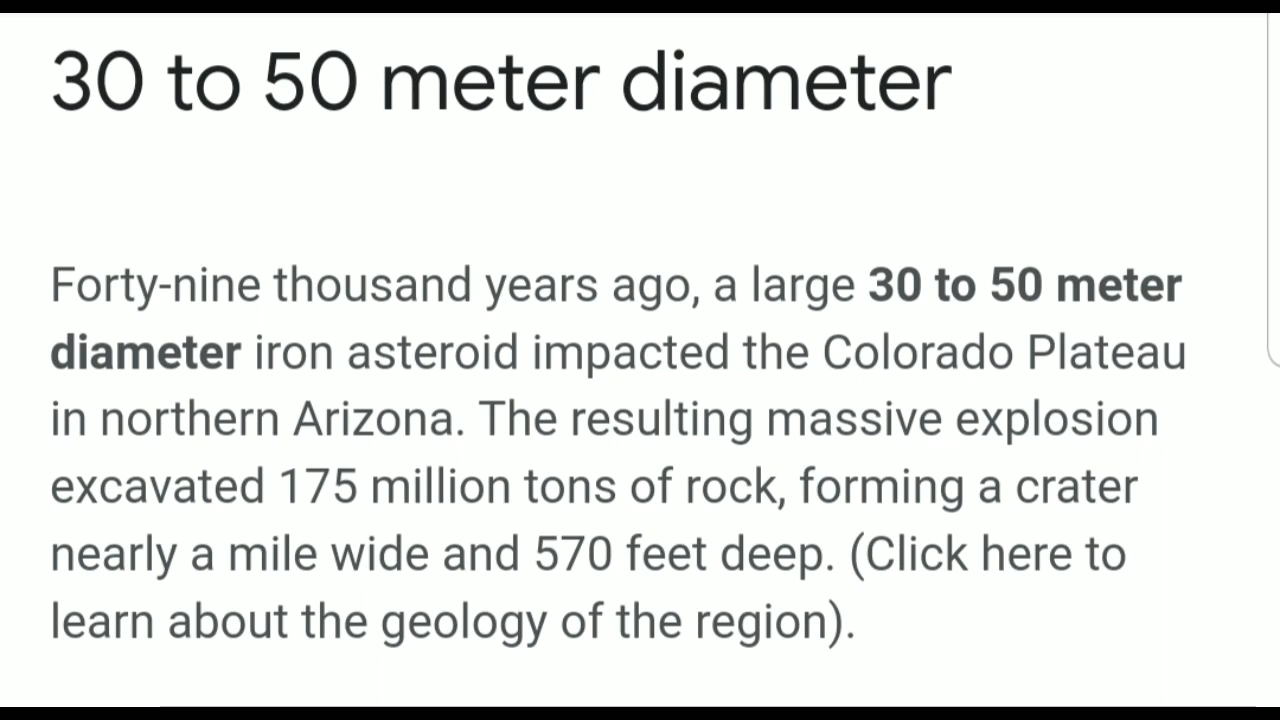 30 to 50 meter diameter
Forty-nine thousand years ago, a large 30 to 50 meter
diameter iron asteroid impacted the Colorado Plateau
in northern Arizona. The resulting massive explosion
excavated 175 million tons of rock, forming a crater
nearly a mile wide and 570 feet deep. (Click here to
learn about the geology of the region).